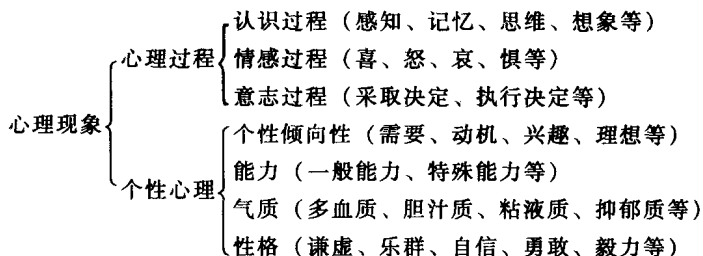 认识过程（感知、记忆、思维、想象等）
心理过程
情感过程（喜、怒、哀、惧等）
意志过程（采取决定、执行决定等）
心理现象
个性倾向性（需要、动机、兴趣、理想等）
能力（一般能力、特殊能力等）
个性心理
气质（多血质、胆汁质、粘液质、抑郁质等）
性格（谦虚、乐群、自信、勇敢、毅力等）